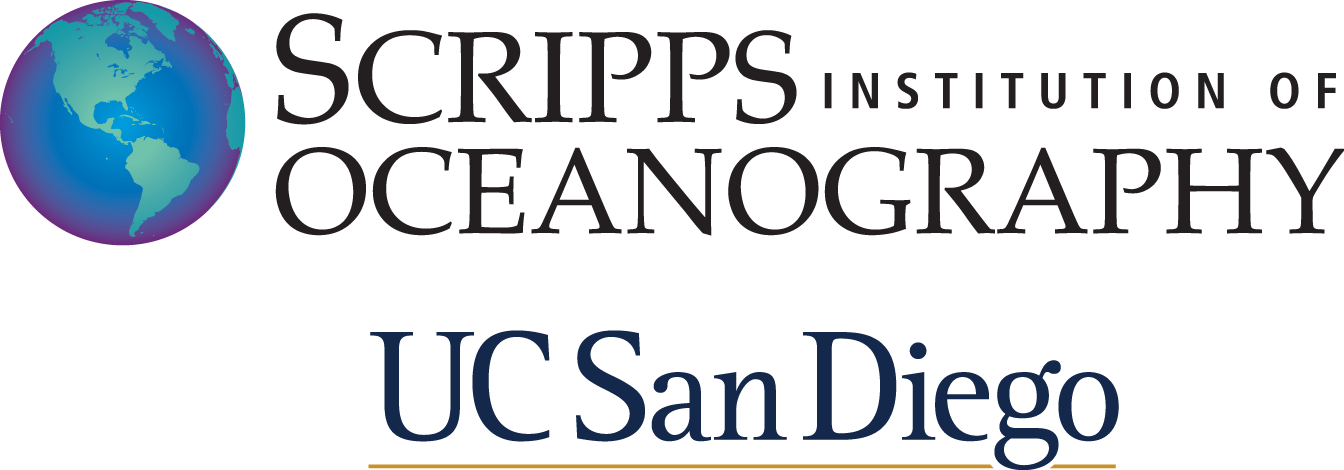 SCRIPPS INSTITUTION OF
OCEANOGRAPHY
UC San Diego